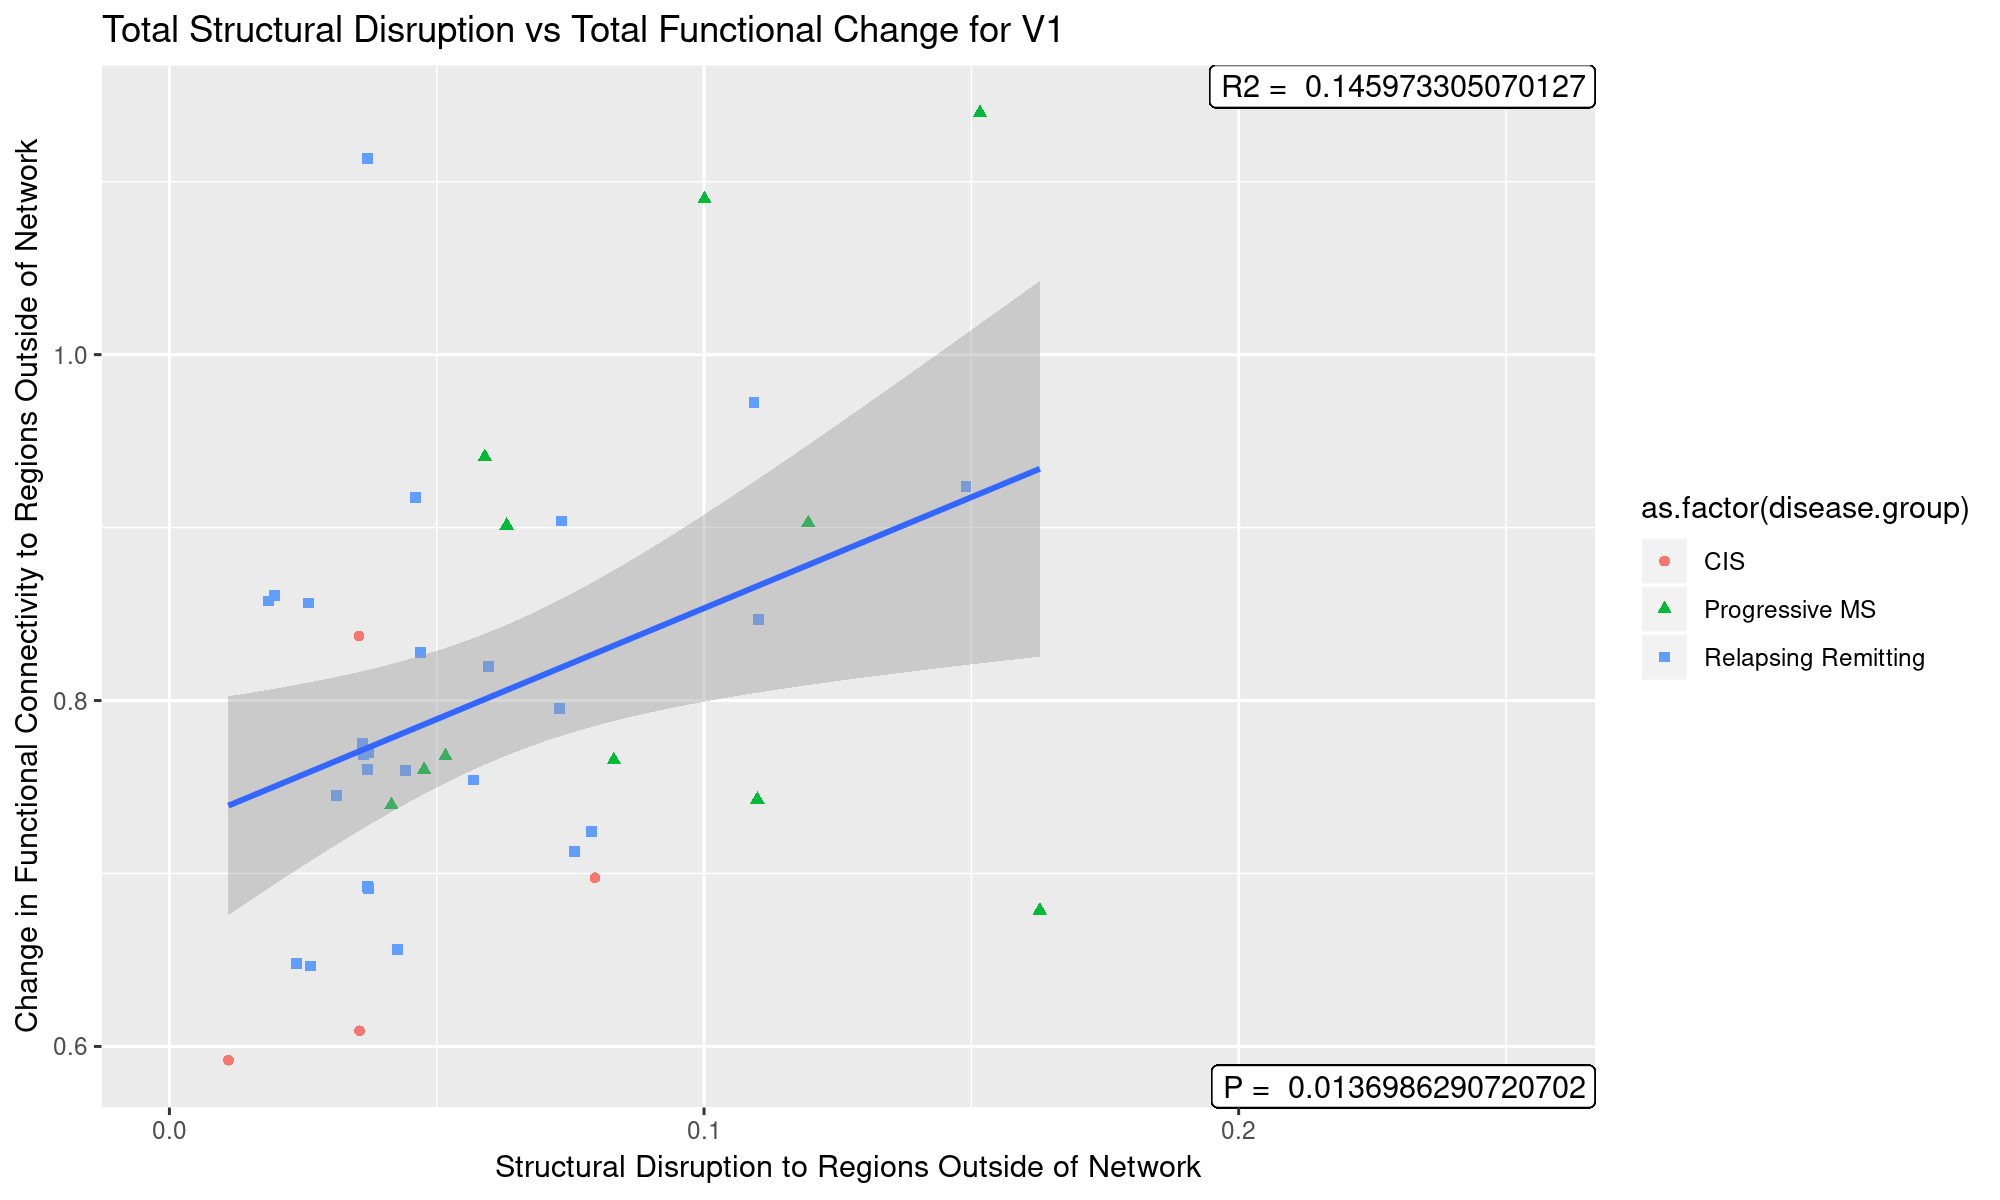 Total Structural Disruption vs Total Functional Change for V1
R2 =  0.145973305070127
Change in Functional Connectivity to Regions Outside of Network
1.0
0.8
0.6
P =  0.0136986290720702
0.0
0.1
0.2
Structural Disruption to Regions Outside of Network
as.factor(disease.group)
CIS
Progressive MS
Relapsing Remitting